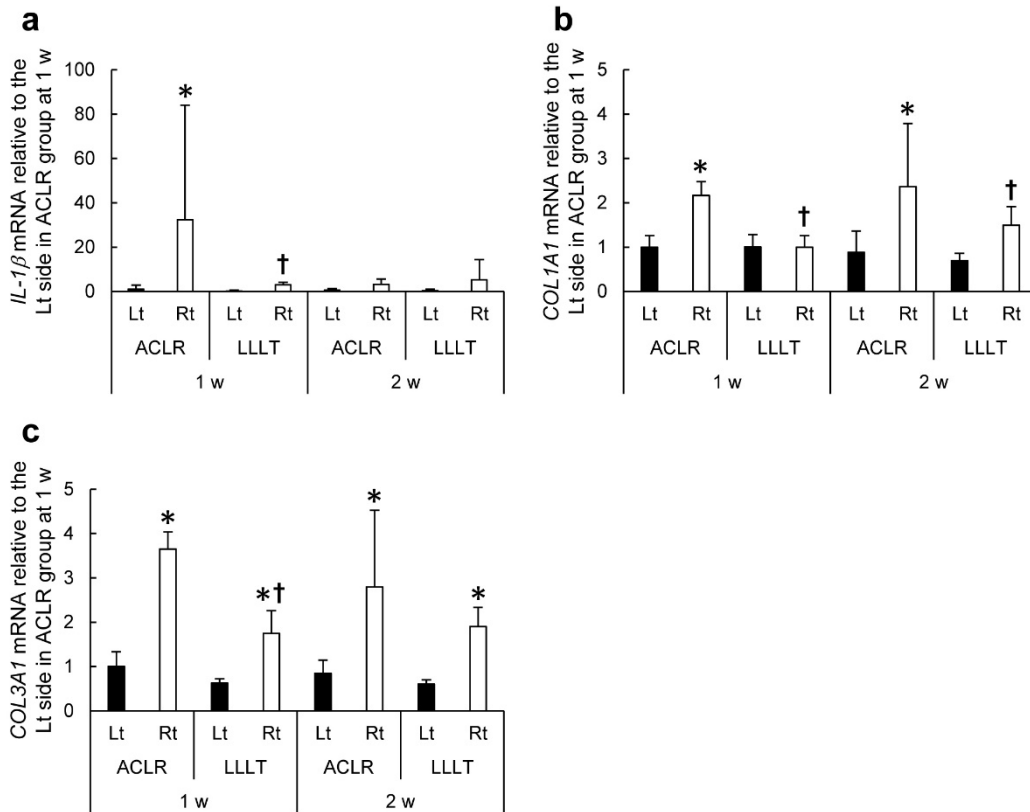 a
IL-1β mRNA relative to the
Lt side in ACLR group at 1 w
100
80
60
40
20
0
*
†
Lt Rt Lt Rt Lt Rt Lt Rt
ACLR LLLT ACLR LLLT
1 w 2 w
b
COL1A1 mRNA relative to the
Lt side in ACLR group at 1 w
5
4
3
2
1
0
* † * †
Lt Rt Lt Rt Lt Rt Lt Rt
ACLR LLLT ACLR LLLT
1 w 2 w
c
COL3A1 mRNA relative to the
Lt side in ACLR group at 1 w
5
4
3
2
1
0
* *† * *
Lt Rt Lt Rt Lt Rt Lt Rt
ACLR LLLT ACLR LLLT
1 w 2 w